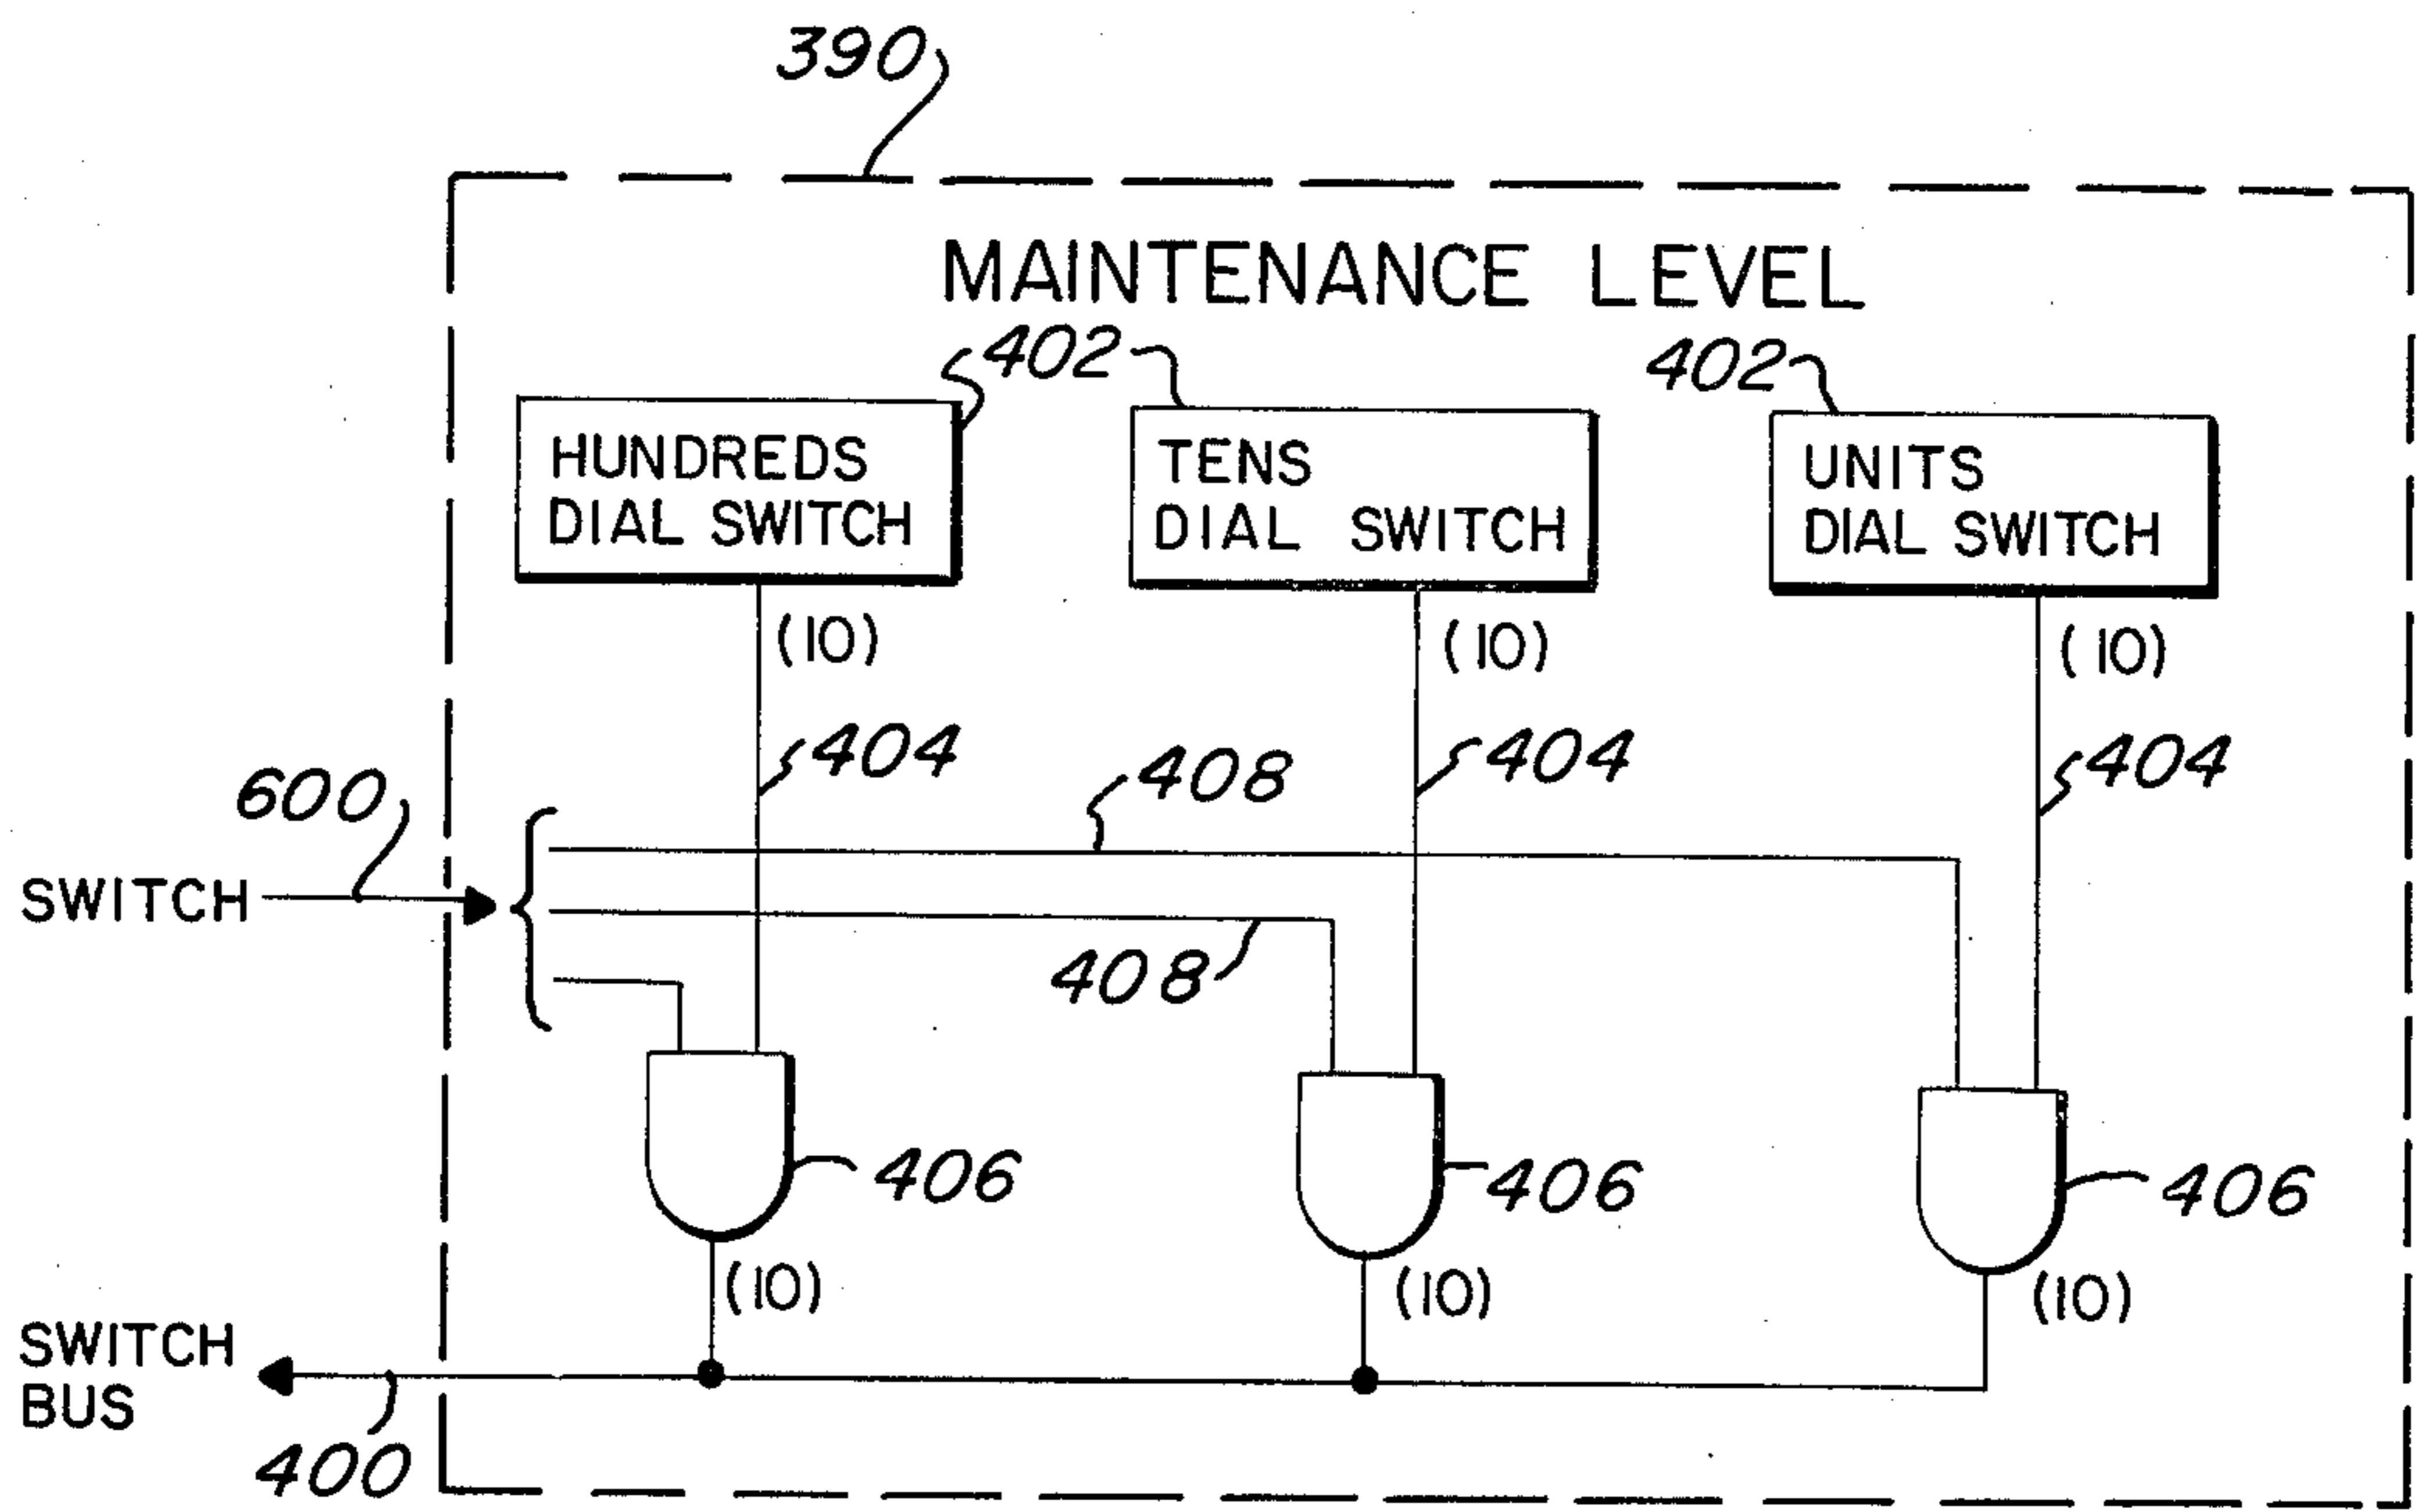 390
MAINTENANCE LEVEL
402
402
HUNDREDS
DIAL SWITCH
TENS
DIAL SWITCH
UNITS
DIAL SWITCH
(10)
(10)
(10)
404
408
404
404
600
SWITCH
408
406
406
406
(10)
(10)
(10)
SWITCH
BUS
400